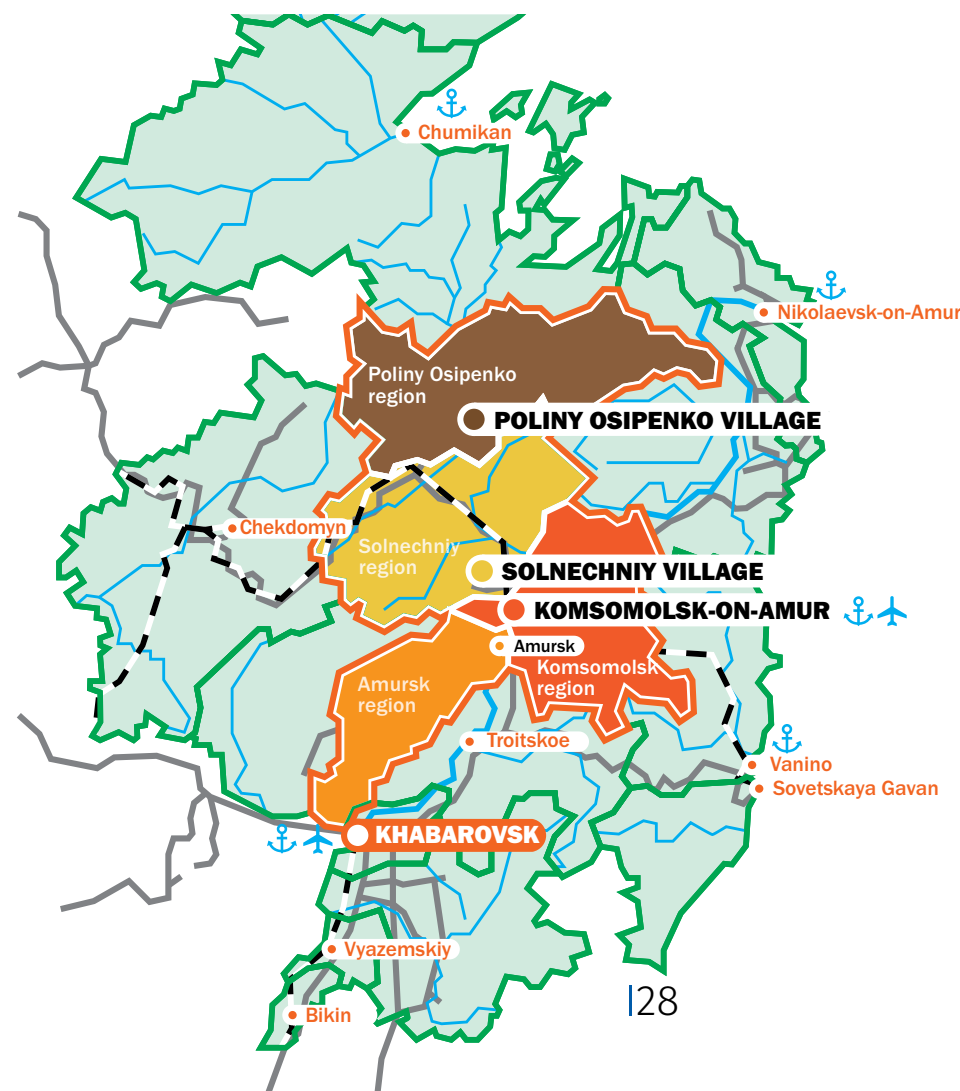 Chumikan
Nikolaevsk-on-Amur
Poliny Osipenko
region
POLINY OSIPENKO VILLAGE
Chekdomyn
Solnechniy
region
SOLNECHNIY VILLAGE
KOMSOMOLSK-ON-AMUR
Amursk
Komsomolsk
region
Amursk
region
Troitskoe
Vanino
Sovetskaya Gavan
KHABAROVSK
Vyazemskiy
Bikin
|28